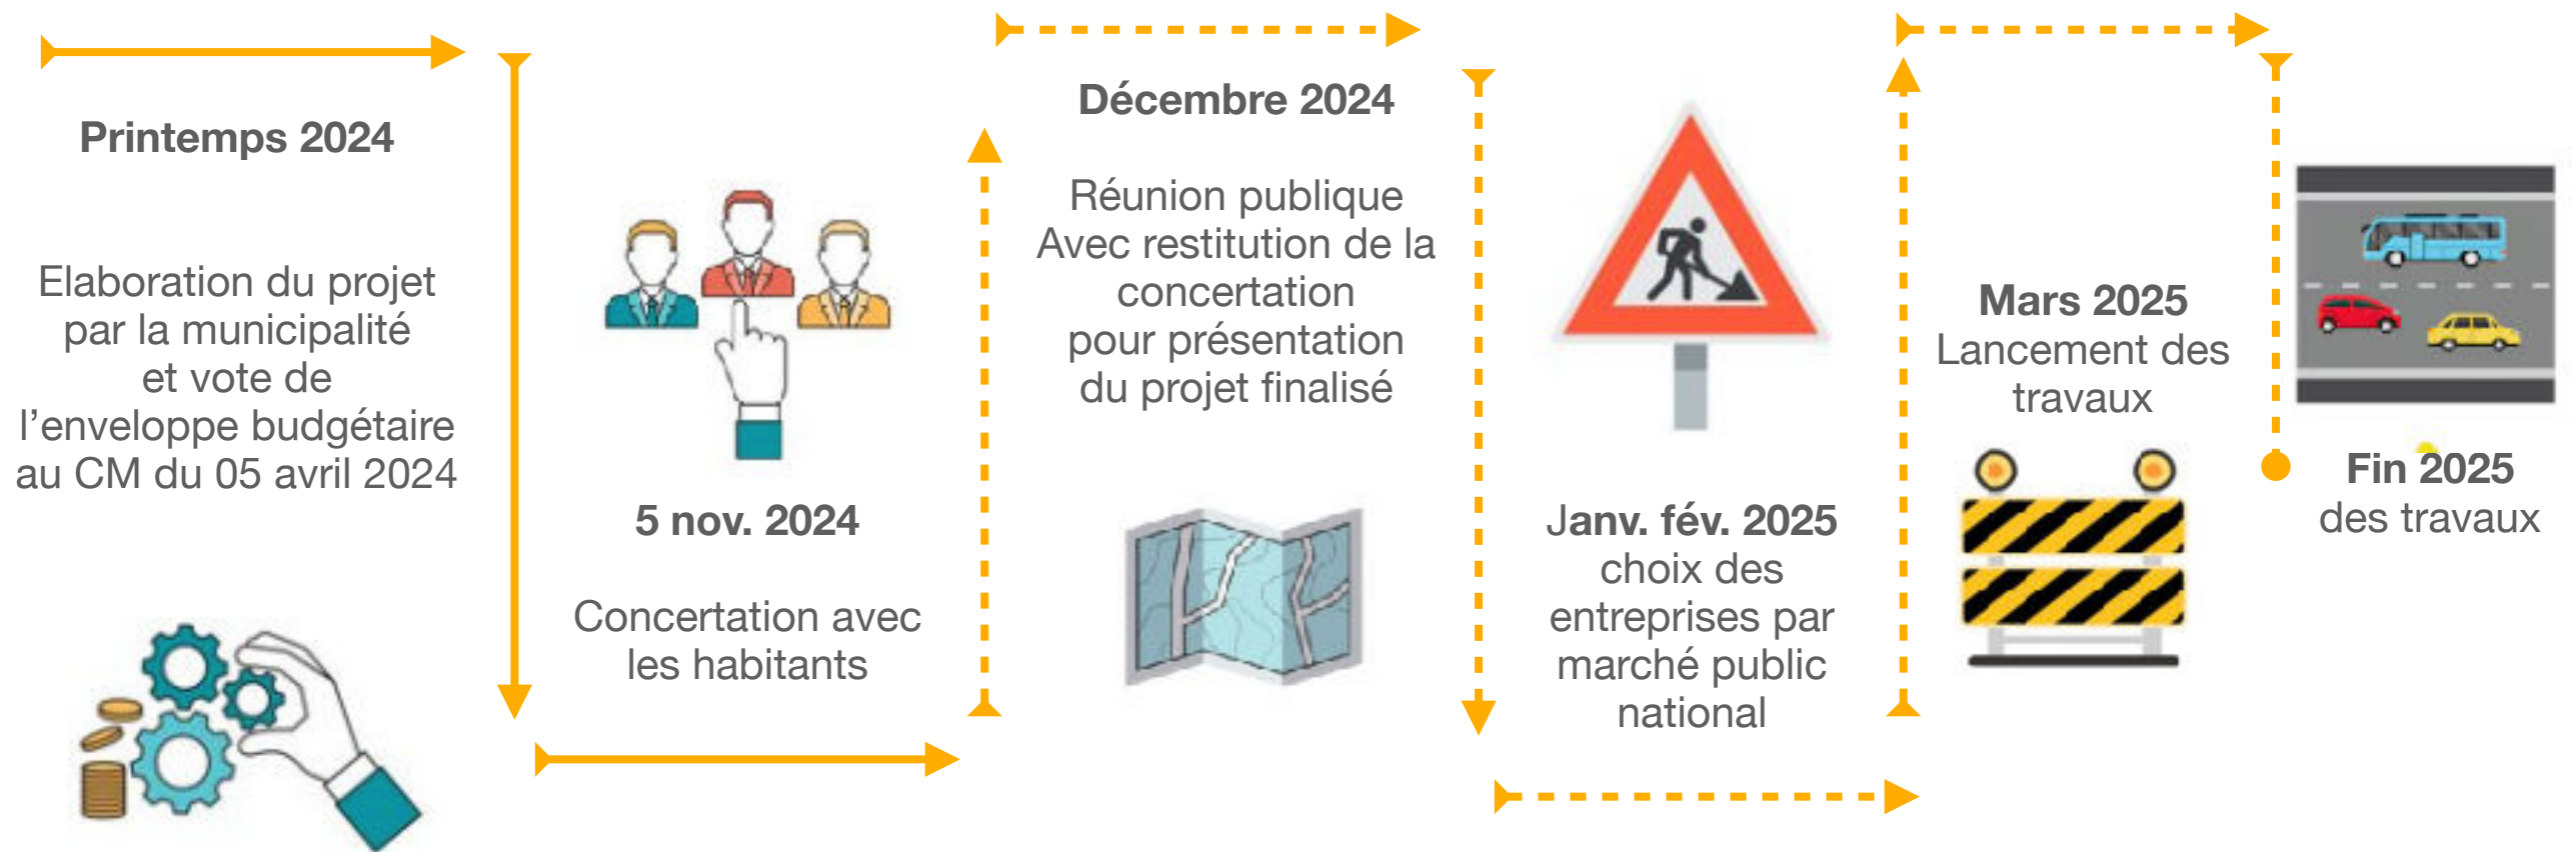 Printemps 2024
Elaboration du projet
par la municipalité
et vote de
l'enveloppe budgétaire
au CM du 05 avril 2024
5 nov. 2024
Concertation avec
les habitants
Décembre 2024
Réunion publique
Avec restitution de la
concertation
pour présentation
du projet finalisé
Janv. fév. 2025
choix des
entreprises par
marché public
national
Mars 2025
Lancement des
travaux
Fin 2025
des travaux